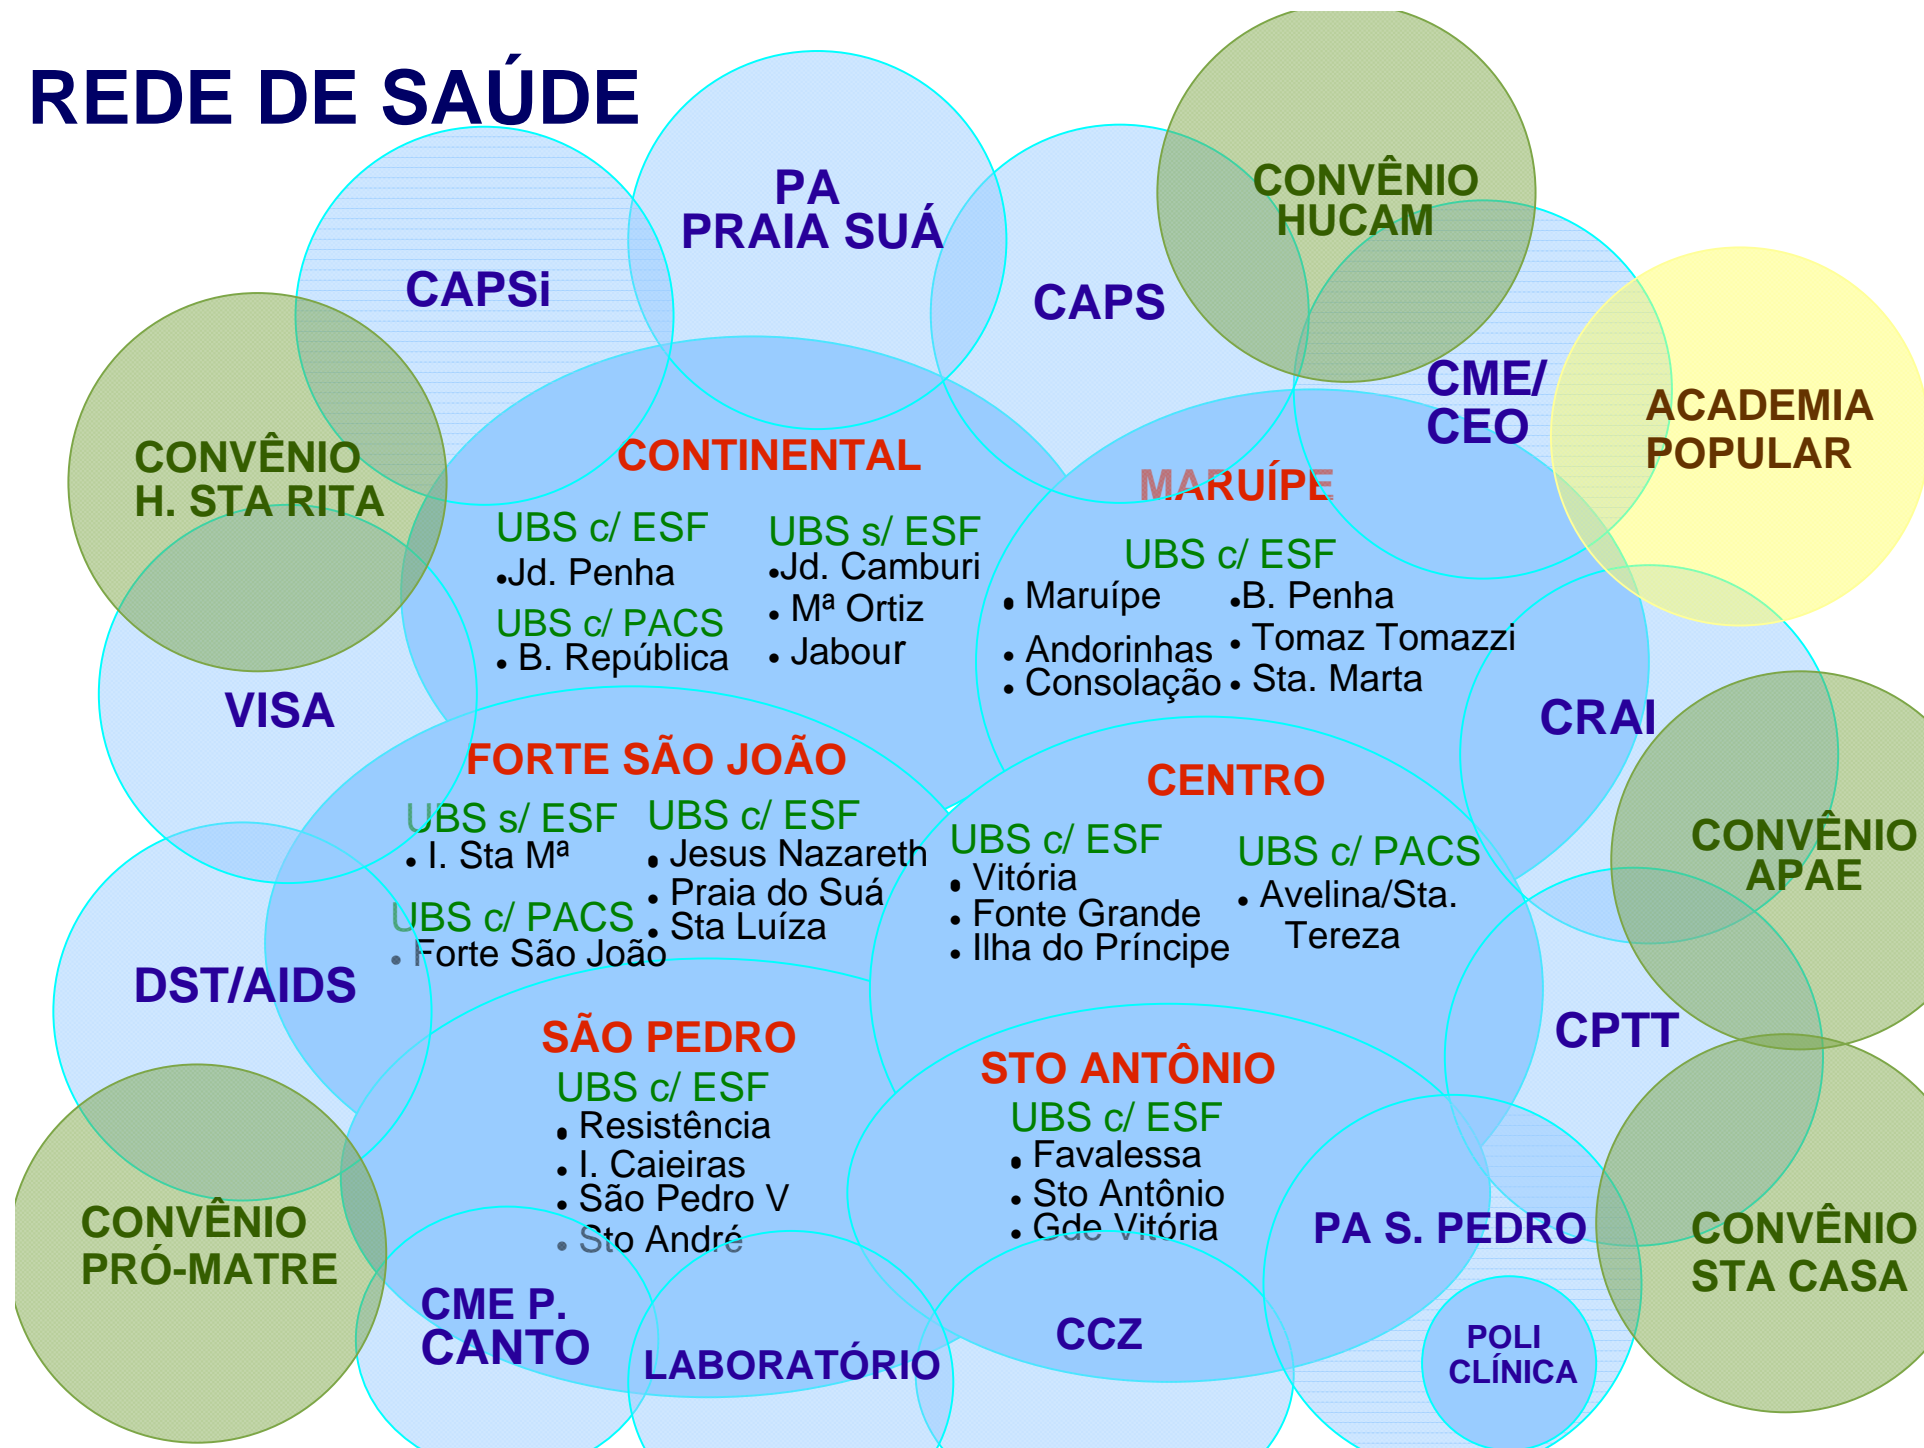 REDE DE SAÚDE
PA
PRAIA SUÁ
CAPSi
CAPS
CONVÊNIO
HUCAM
CME/
CEO
ACADEMIA
POPULAR
CONVÊNIO
H. STA RITA
CONTINENTAL
UBS c/ ESF
•Jd. Penha
UBS c/ PACS
• B. República
UBS s/ ESF
•Jd. Camburi
• Mª Ortiz
• Jabour
MARUÍPE
UBS c/ ESF
• Maruípe
• Andorinhas
• Consolação
•B. Penha
• Tomaz Tomazzi
• Sta. Marta
VISA
CRAI
FORTE SÃO JOÃO
UBS s/ ESF
• I. Sta Mª
UBS c/ PACS
• Forte São João
UBS c/ ESF
• Jesus Nazareth
• Praia do Suá
• Sta Luíza
CENTRO
UBS c/ ESF
• Vitória
• Fonte Grande
• Ilha do Príncipe
UBS c/ PACS
• Avelina/Sta.
Tereza
CONVÊNIO
APAE
DST/AIDS
CPTT
SÃO PEDRO
UBS c/ ESF
• Resistência
• I. Caieiras
• São Pedro V
• Sto André
STO ANTÔNIO
UBS c/ ESF
• Favalessa
• Sto Antônio
• Gde Vitória
CONVÊNIO
PRÓ-MATRE
PA S. PEDRO
CONVÊNIO
STA CASA
CME P.
CANTO
LABORATÓRIO
CCZ
POLI
CLÍNICA